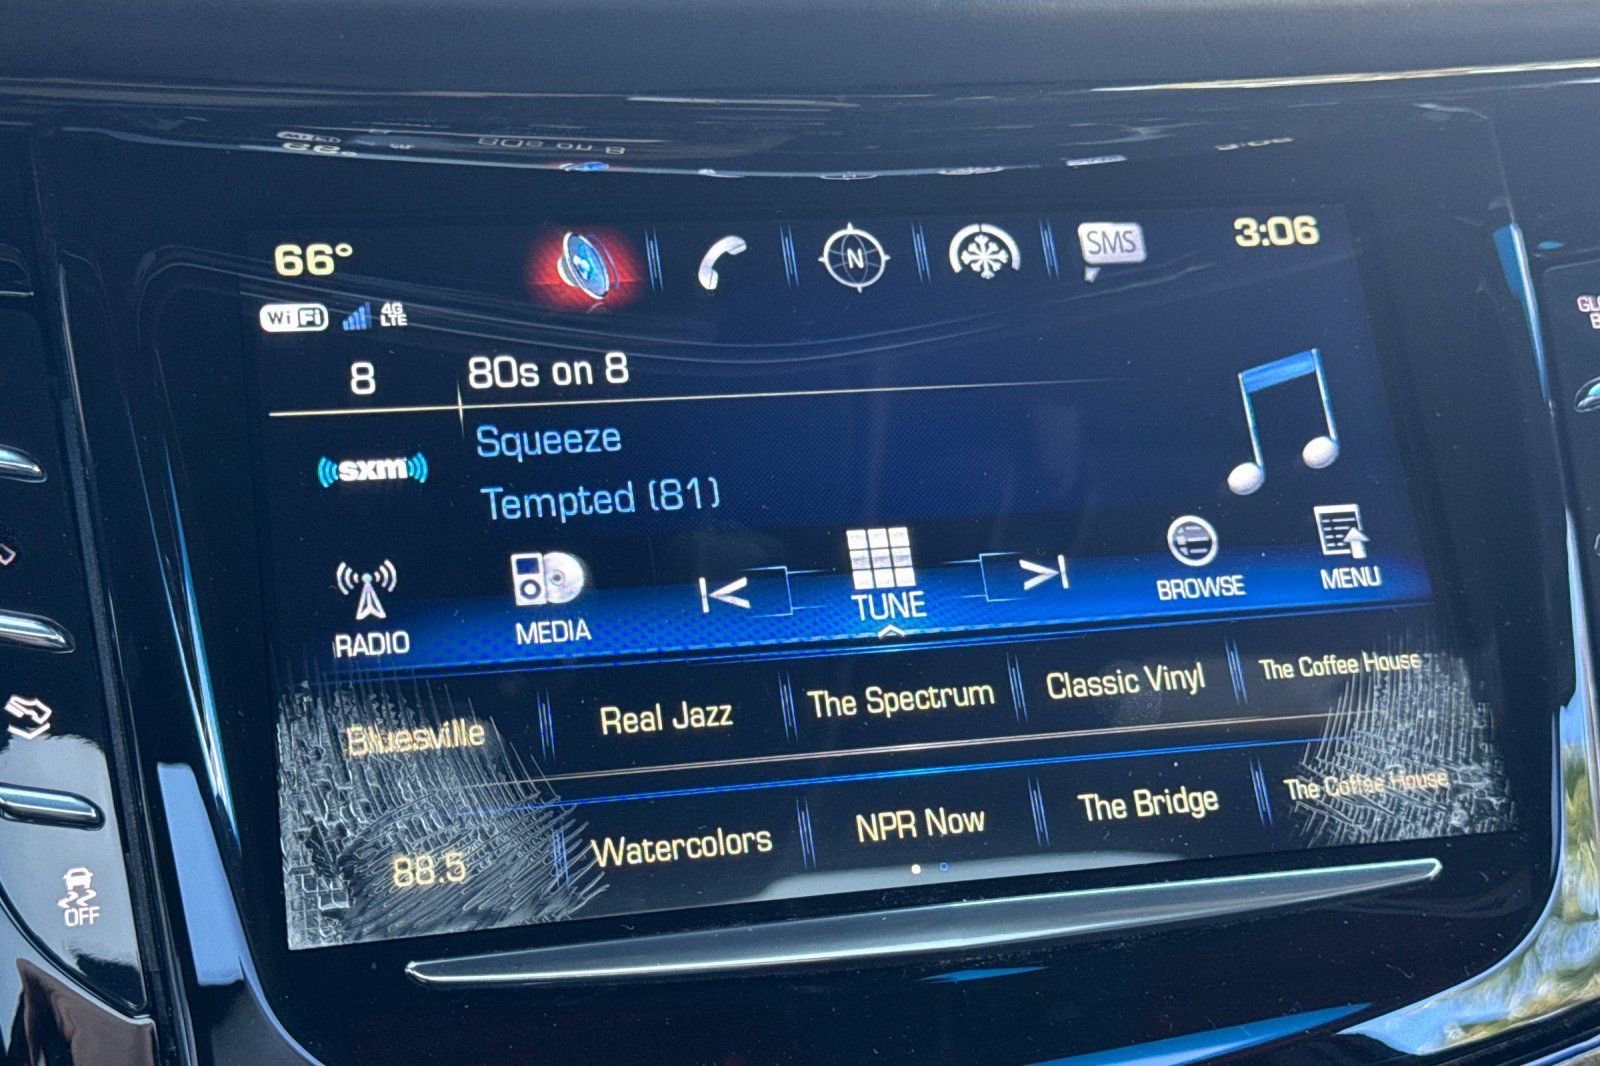 66°
N
SMS
3:06
WiFi
4G
LTE
8
80s on 8
((sxm))
Squeeze
Tempted (81)
RADIO
MEDIA
TUNE
BROWSE
MENU
Bluesville
Real Jazz
The Spectrum
Classic Vinyl
The Coffee House
88.5
Watercolors
NPR Now
The Bridge
The Coffee House
OFF